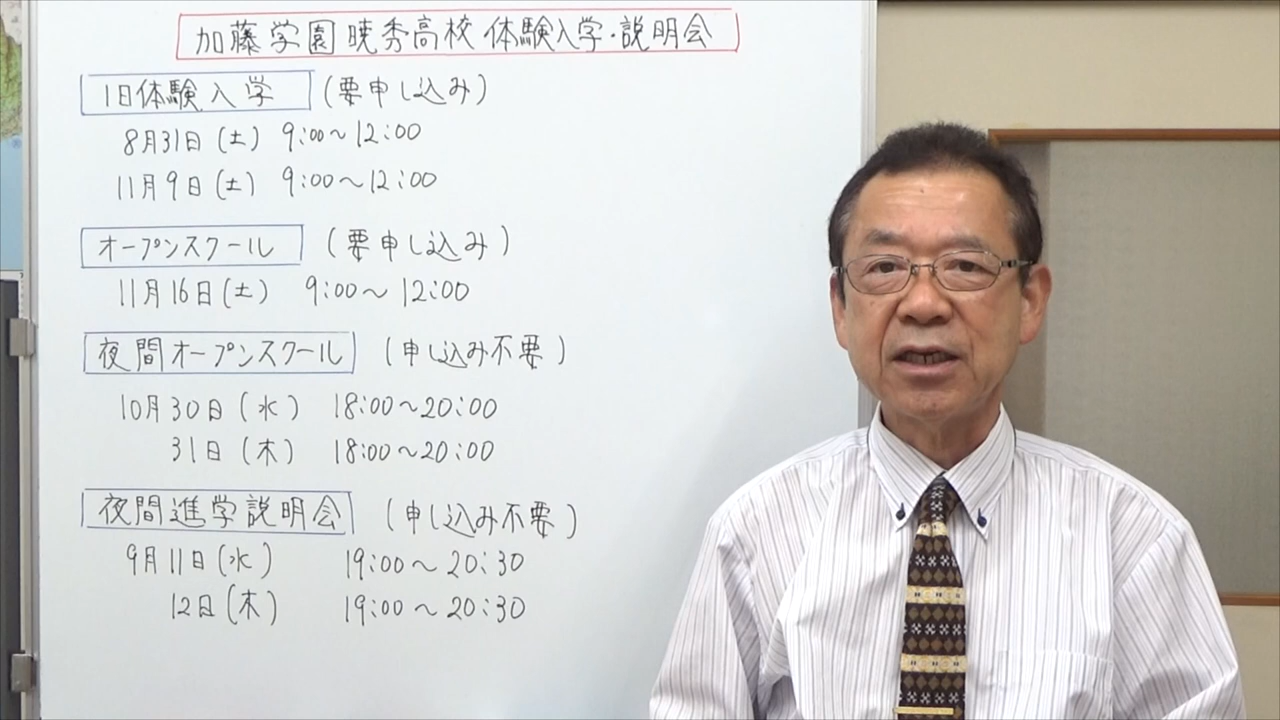 加藤学園暁秀高校 体験入学・説明会
1日体験入学 (要申し込み)
8月31日(土) 9:00～12:00
11月9日(土) 9:00～12:00
オープンスクール (要申し込み)
11月16日(土) 9:00～12:00
夜間オープンスクール (申し込み不要)
10月30日(水) 18:00～20:00
31日(木) 18:00～20:00
夜間進学説明会 (申し込み不要)
9月11日(水) 19:00～20:30
12日(木) 19:00～20:30